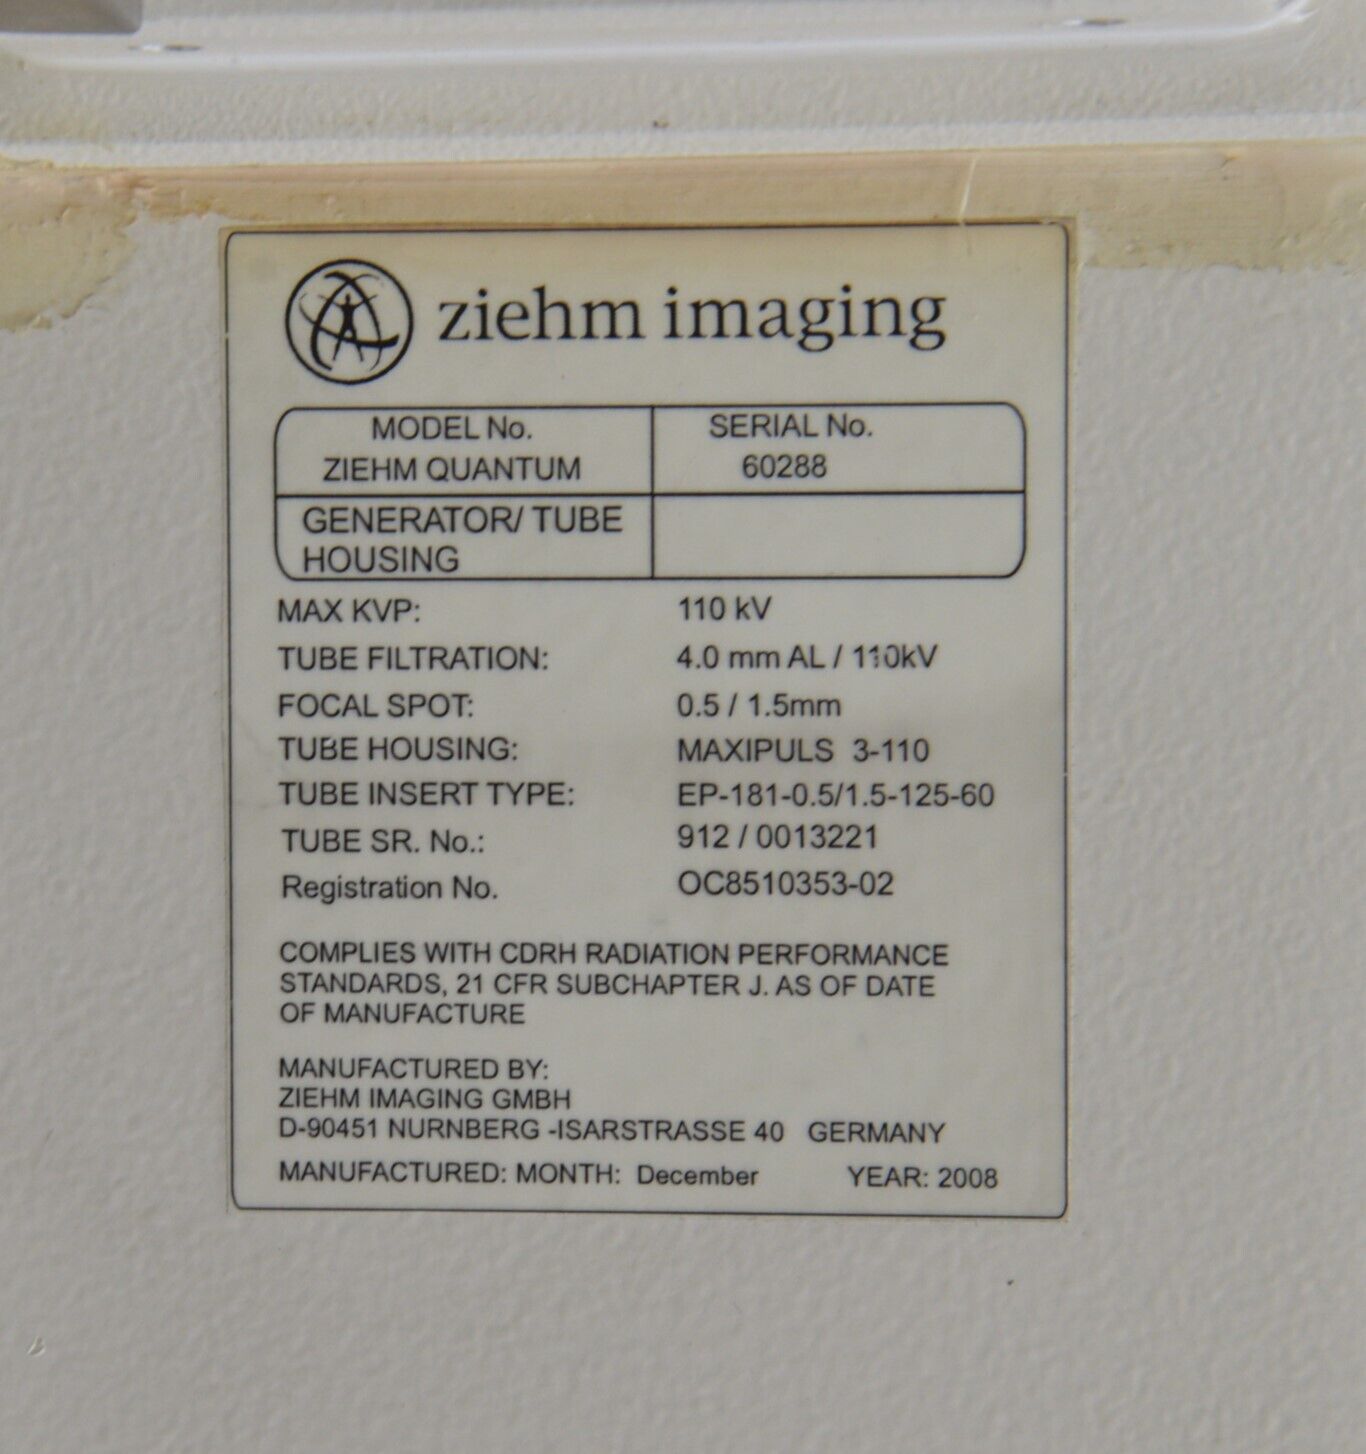 ziehm imaging
MODEL No. SERIAL No.
ZIEHM QUANTUM 60288
GENERATOR/ TUBE
HOUSING
MAX KVP: 110 kV
TUBE FILTRATION: 4.0 mm AL / 110kV
FOCAL SPOT: 0.5 / 1.5mm
TUBE HOUSING: MAXIPULS 3-110
TUBE INSERT TYPE: EP-181-0.5/1.5-125-60
TUBE SR. No.: 912 / 0013221
Registration No. OC8510353-02
COMPLIES WITH CDRH RADIATION PERFORMANCE
STANDARDS, 21 CFR SUBCHAPTER J. AS OF DATE
OF MANUFACTURE
MANUFACTURED BY:
ZIEHM IMAGING GMBH
D-90451 NURNBERG -ISARSTRASSE 40 GERMANY
MANUFACTURED: MONTH: December YEAR: 2008